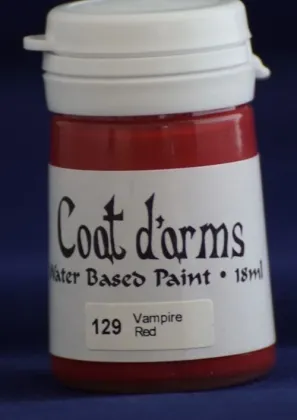 Coat d'arms
Water Based Paint • 18ml
129 Vampire
Red